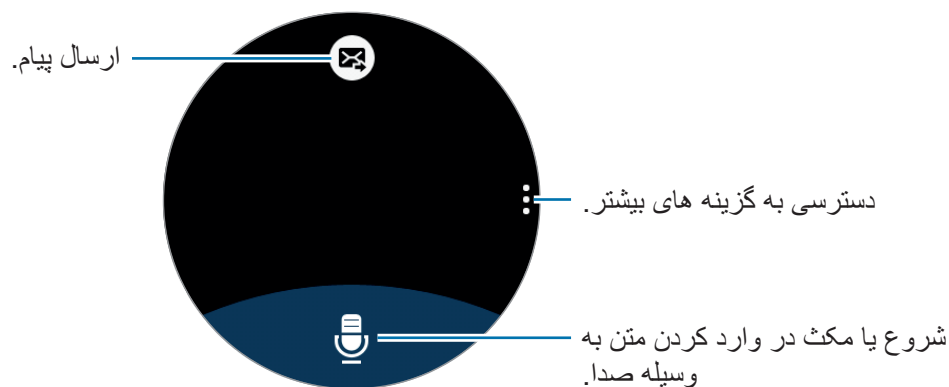 ارسال پیام.
دسترسی به گزینه های بیشتر.
شروع یا مکث در وارد کردن متن به
وسیله صدا.